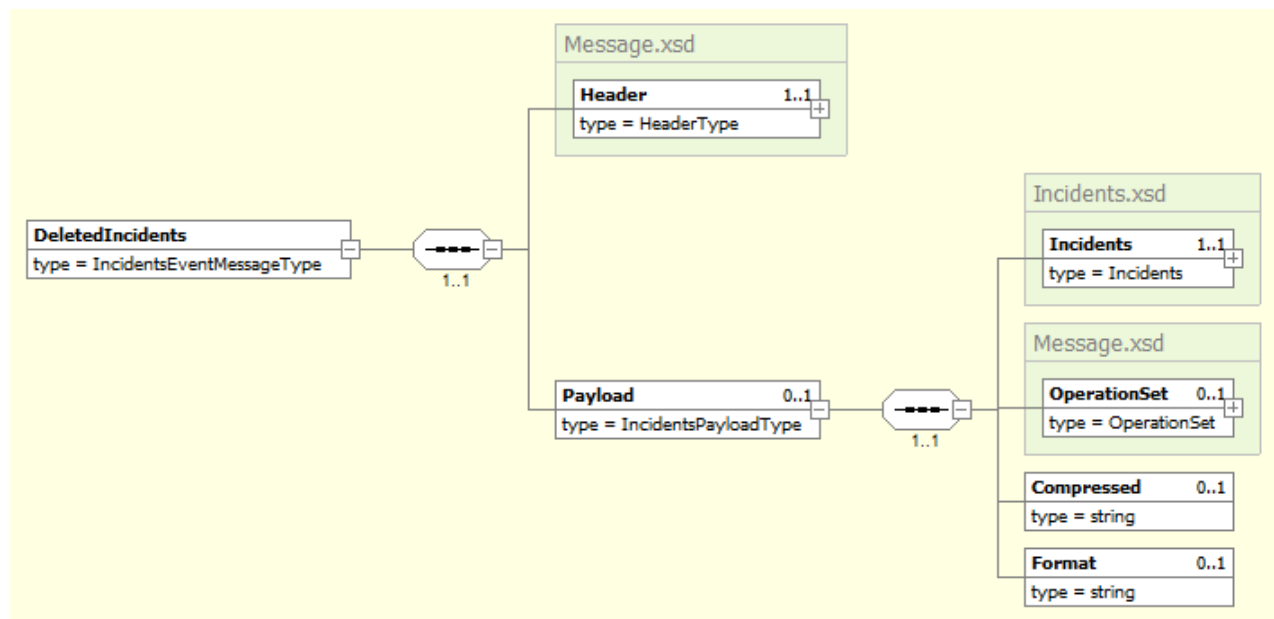 Message.xsd
Header 1..1
type = HeaderType
DeletedIncidents
type = IncidentsEventMessageType
1..1
Incidents.xsd
Incidents 1..1
type = Incidents
Message.xsd
OperationSet 0..1
type = OperationSet
Payload 0..1
type = IncidentsPayloadType
1..1
Compressed 0..1
type = string
Format 0..1
type = string